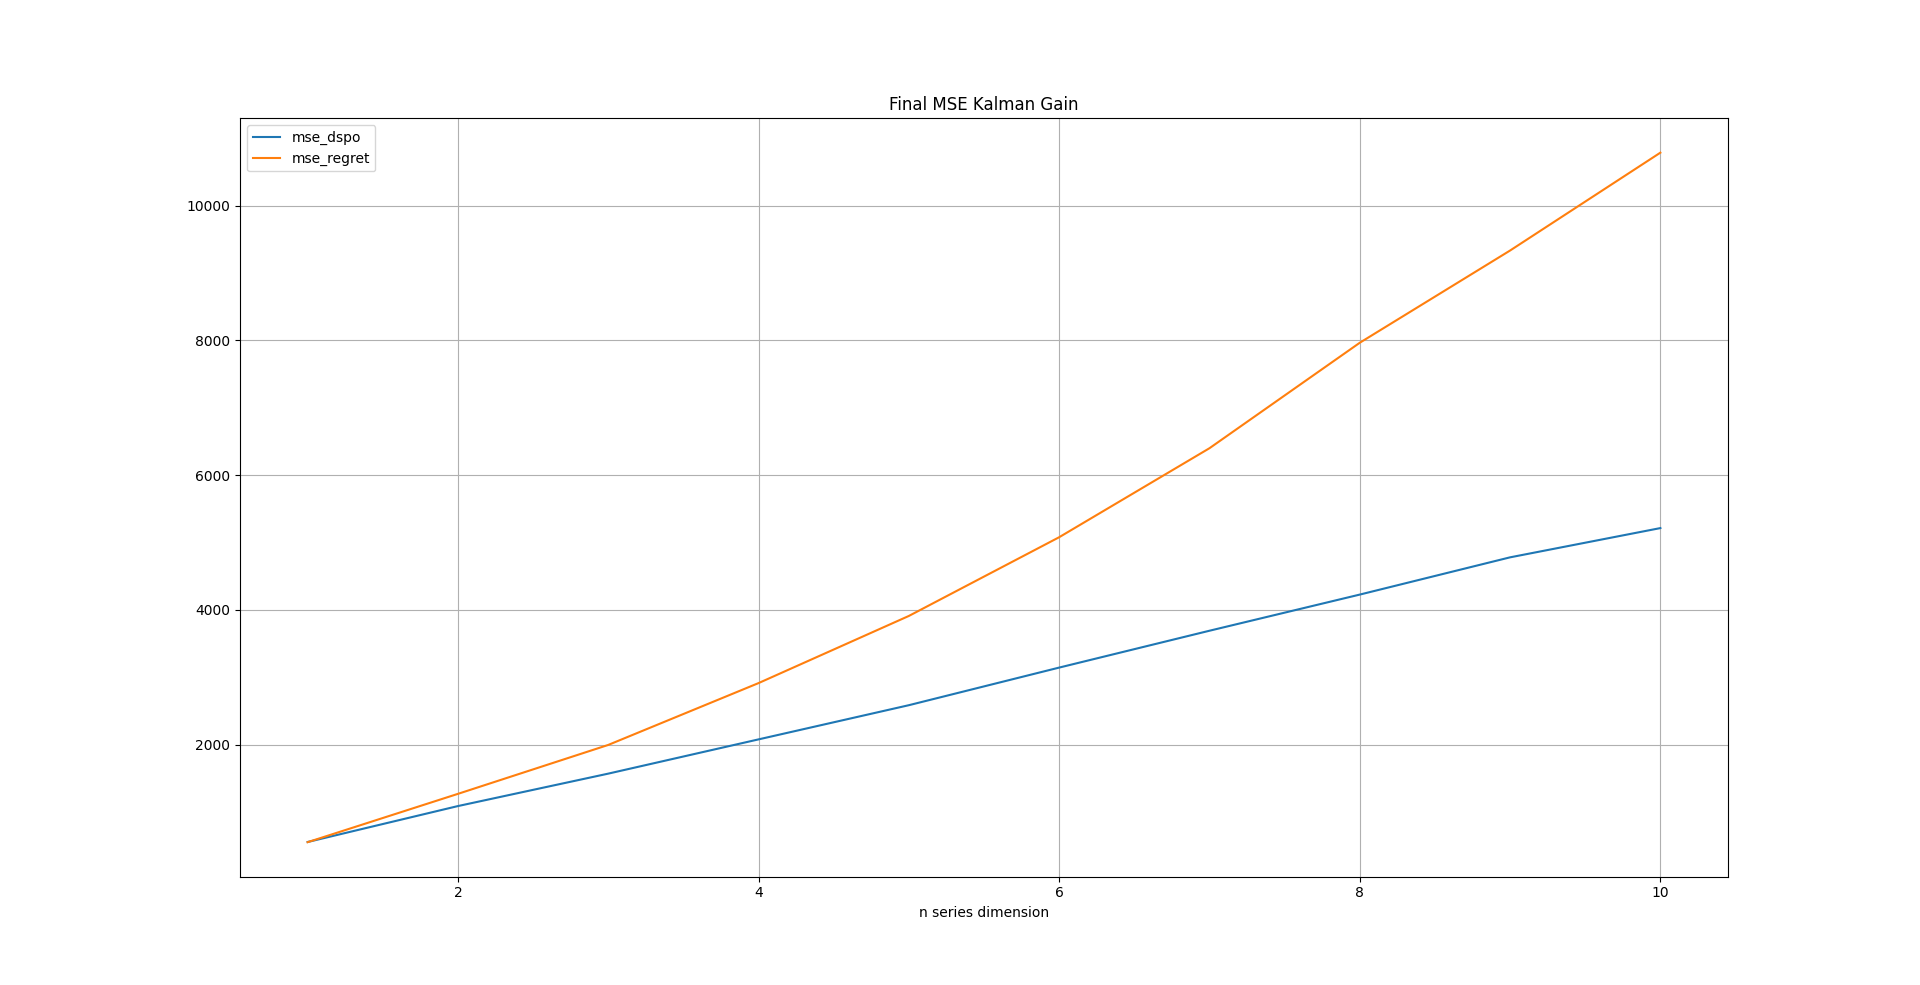 Final MSE Kalman Gain
mse_dspo
mse_regret
10000
8000
6000
4000
2000
2 4 6 8 10
n series dimension